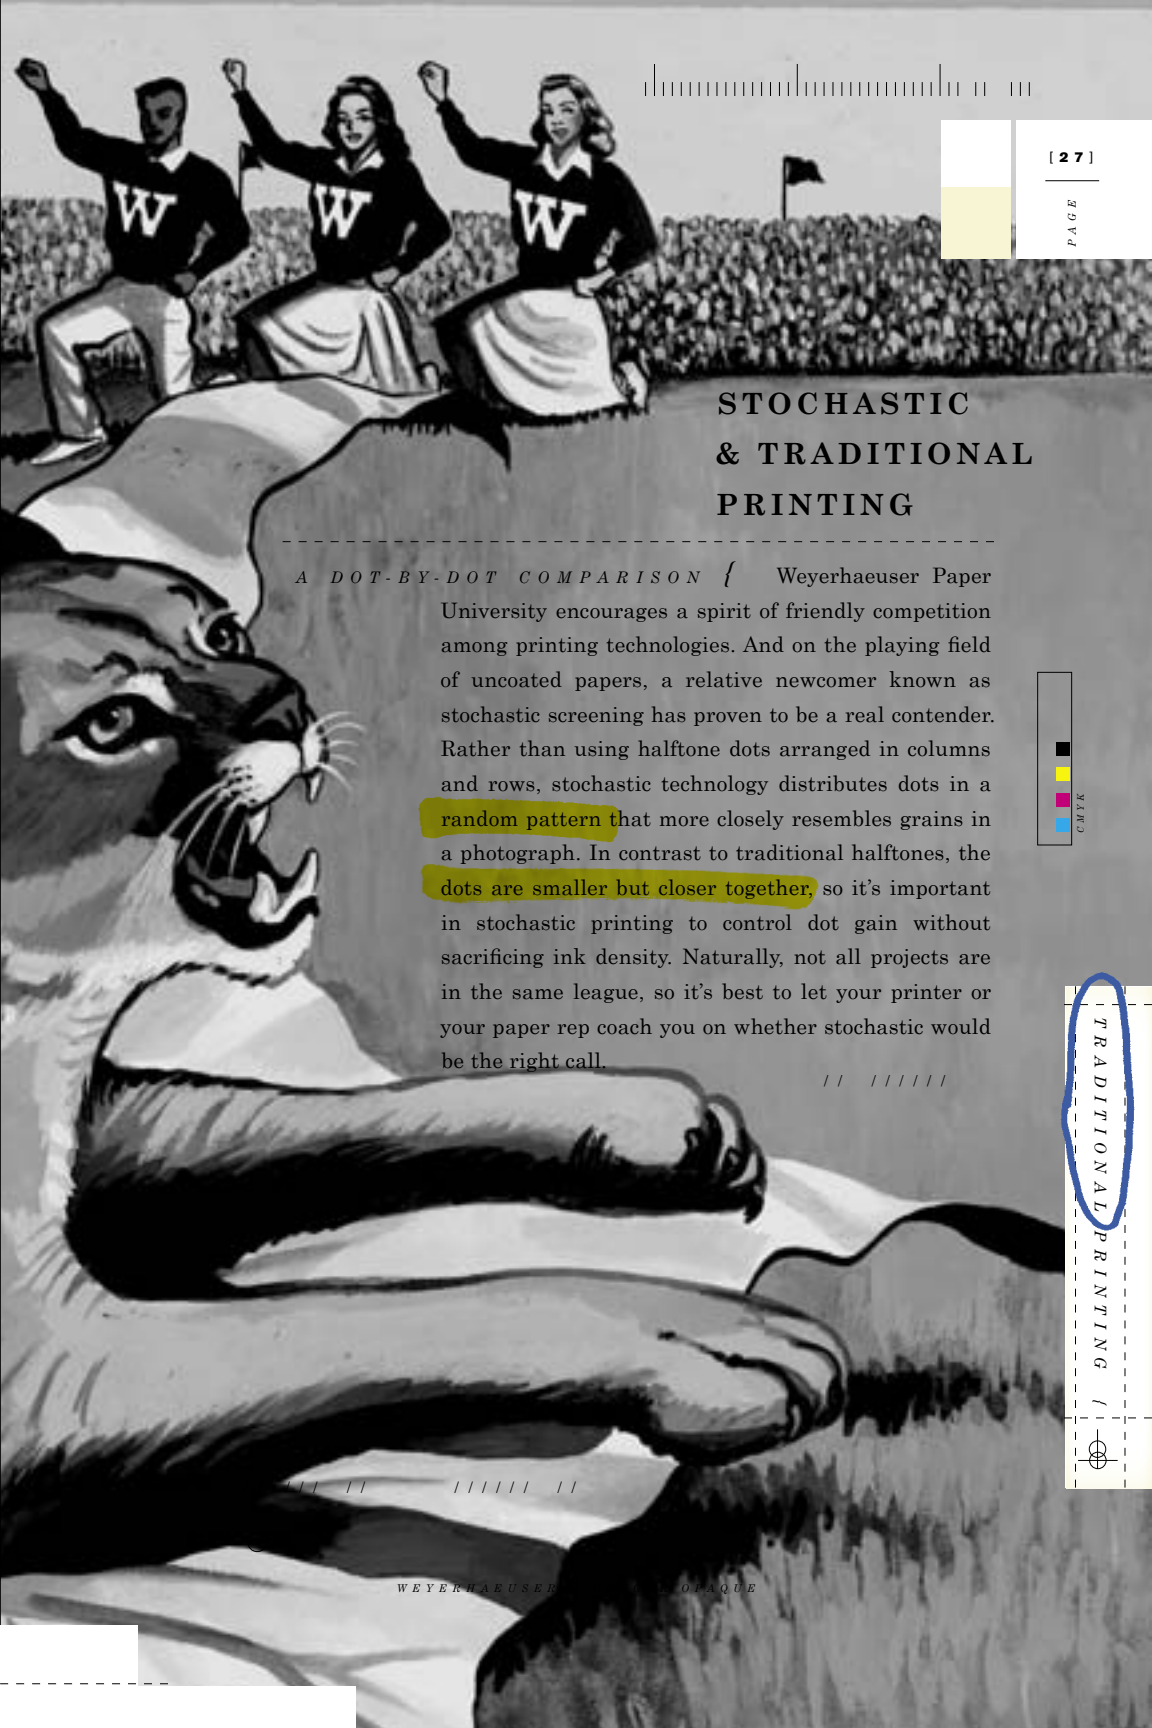 W W W
[27]
PAGE
STOCHASTIC
& TRADITIONAL
PRINTING
A DOT-BY-DOT COMPARISON { Weyerhaeuser Paper
University encourages a spirit of friendly competition
among printing technologies. And on the playing field
of uncoated papers, a relative newcomer known as
stochastic screening has proven to be a real contender.
Rather than using halftone dots arranged in columns
and rows, stochastic technology distributes dots in a
random pattern that more closely resembles grains in
a photograph. In contrast to traditional halftones, the
dots are smaller but closer together, so it's important
in stochastic printing to control dot gain without
sacrificing ink density. Naturally, not all projects are
in the same league, so it's best to let your printer or
your paper rep coach you on whether stochastic would
be the right call.
// //////
CMYK
TRADITIONAL PRINTING {
/// // ////// //
WEYERHAEUSER OPAQUE